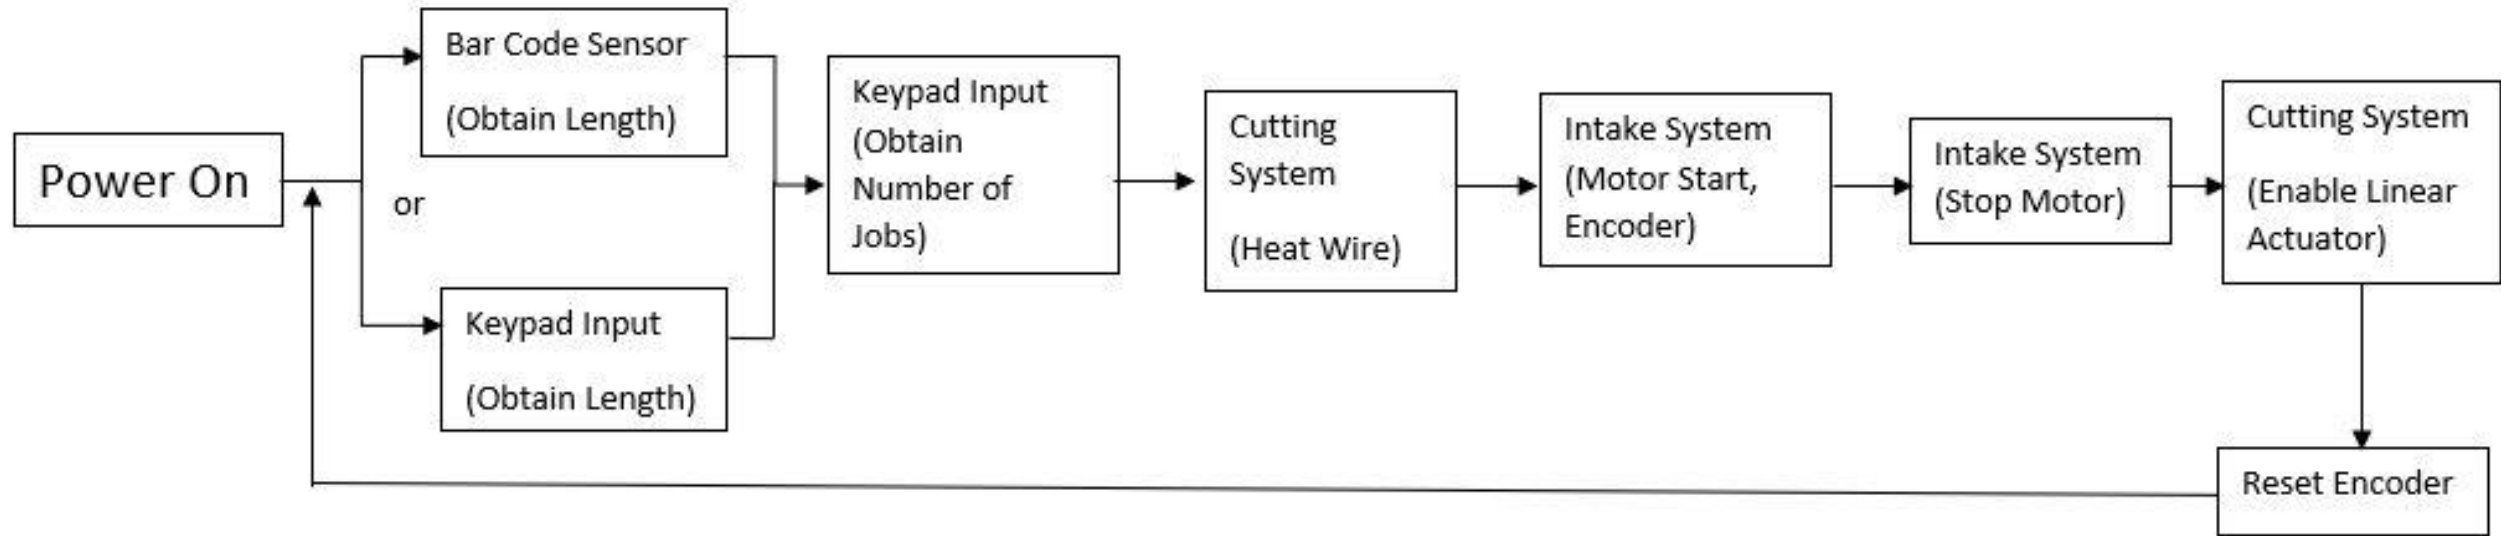 Power On
Bar Code Sensor
(Obtain Length)
or
Keypad Input
(Obtain Length)
Keypad Input
(Obtain
Number of
Jobs)
Cutting
System
(Heat Wire)
Intake System
(Motor Start,
Encoder)
Intake System
(Stop Motor)
Cutting System
(Enable Linear
Actuator)
Reset Encoder